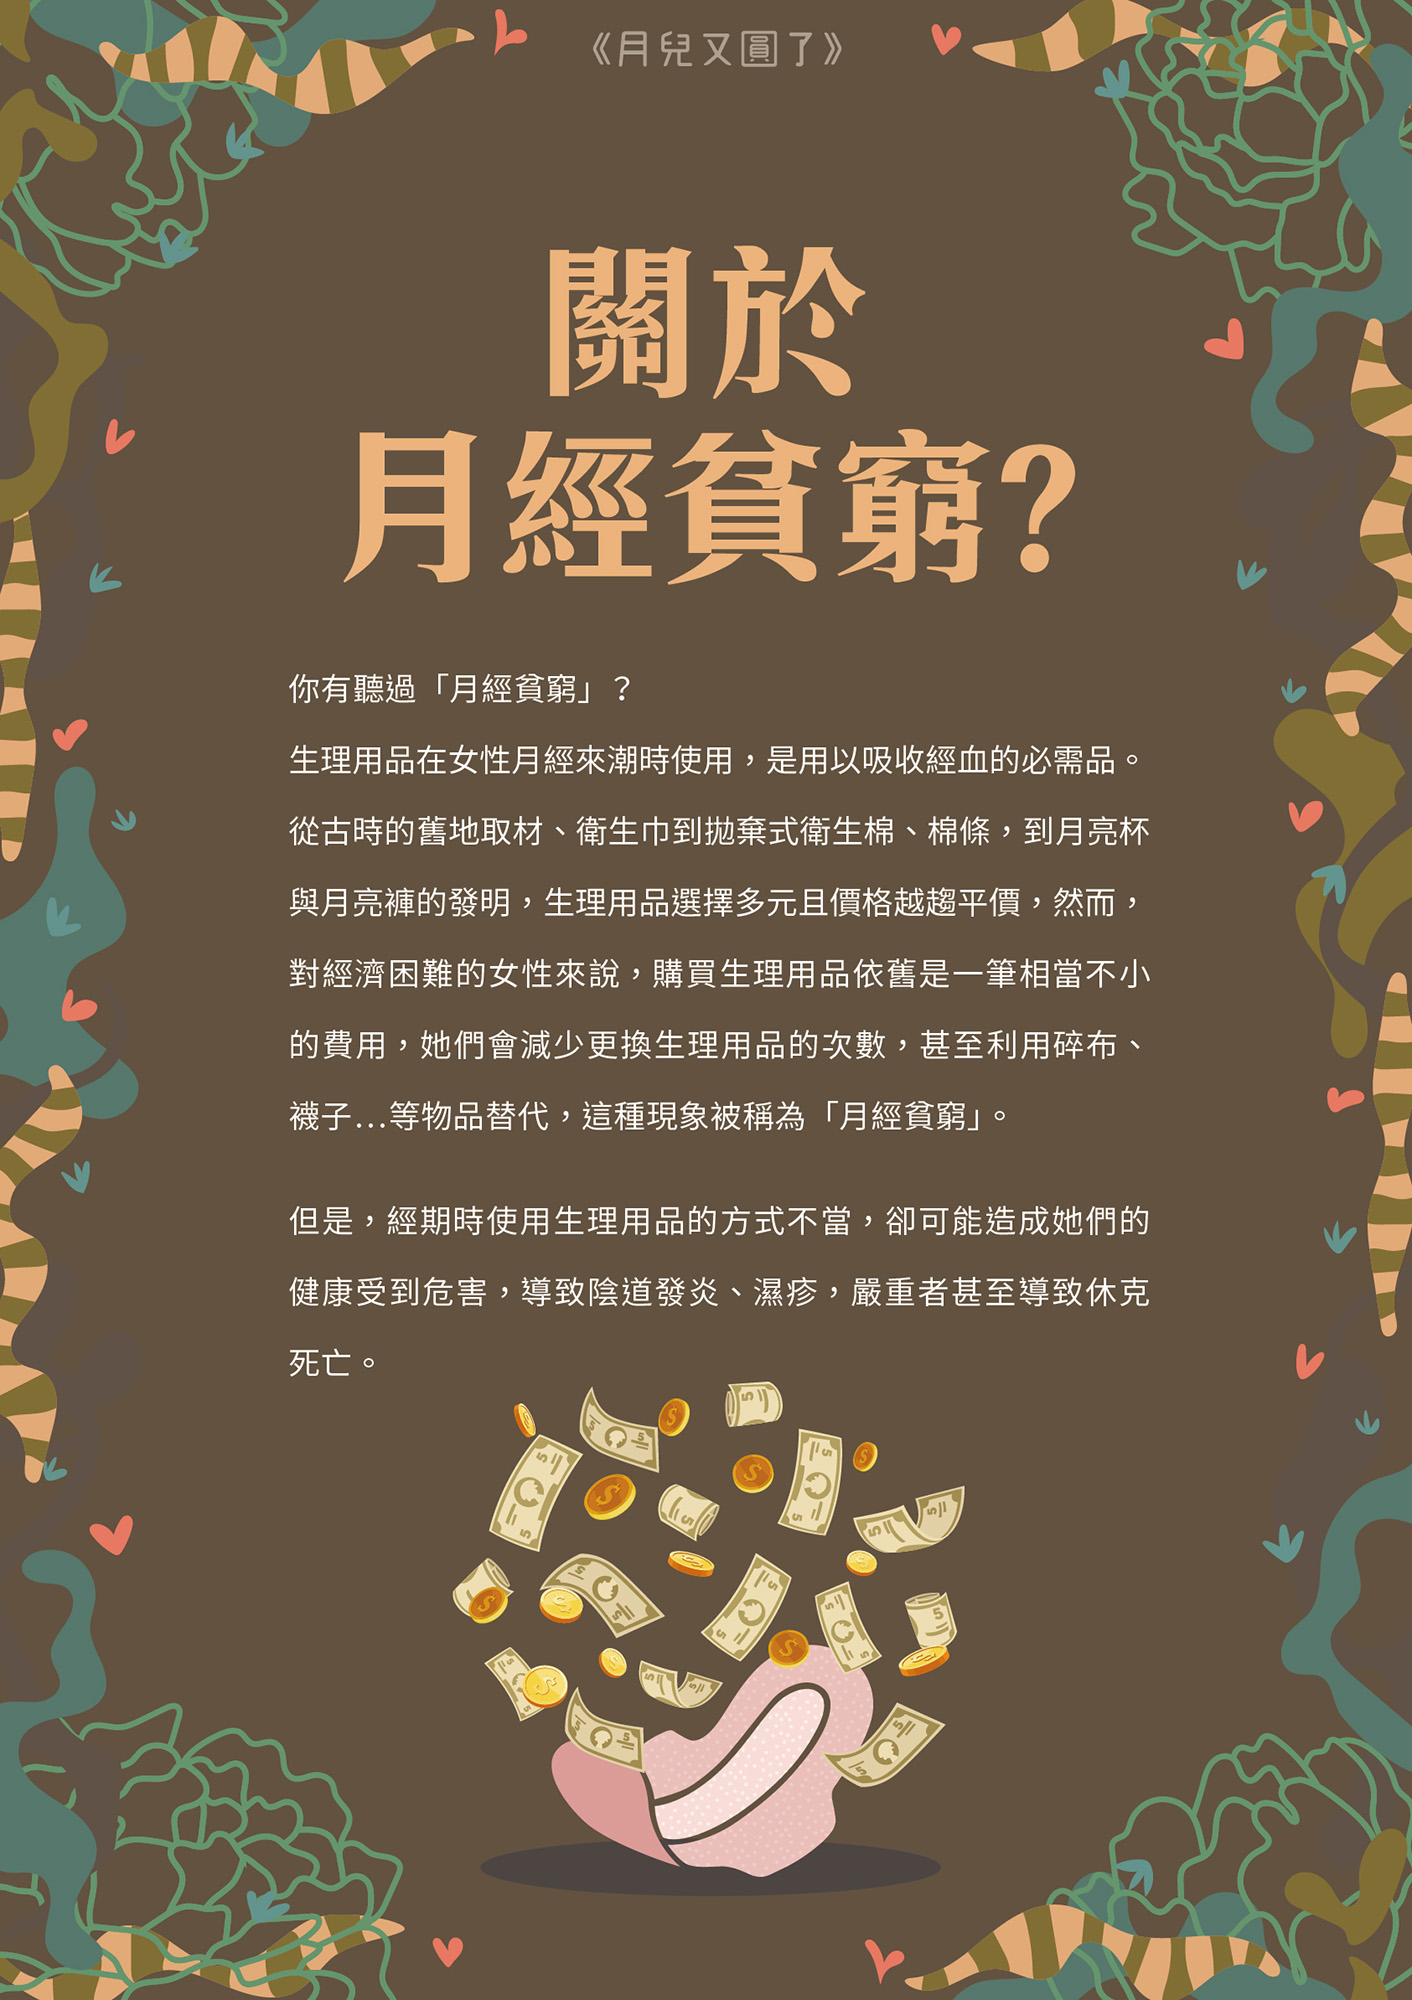 《月兒又圓了》
關於
月經貧窮?
你有聽過「月經貧窮」？
生理用品在女性月經來潮時使用，是用以吸收經血的必需品。
從古時的舊地取材、衛生巾到拋棄式衛生棉、棉條，到月亮杯
與月亮褲的發明，生理用品選擇多元且價格越趨平價，然而，
對經濟困難的女性來說，購買生理用品依舊是一筆相當不小
的費用，她們會減少更換生理用品的次數，甚至利用碎布、
襪子…等物品替代，這種現象被稱為「月經貧窮」。
但是，經期時使用生理用品的方式不當，卻可能造成她們的
健康受到危害，導致陰道發炎、濕疹，嚴重者甚至導致休克
死亡。